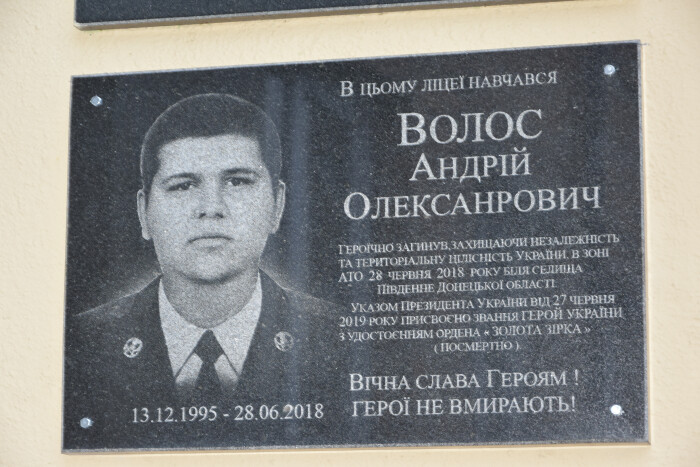 В ЦЬОМУ ЛІЦЕЇ НАВЧАВСЯ
ВОЛОС
АНДРІЙ
ОЛЕКСАНРОВИЧ
ГЕРОЇЧНО ЗАГИНУВ, ЗАХИЩАЮЧИ НЕЗАЛЕЖНІСТЬ
ТА ТЕРИТОРІАЛЬНУ ЦІЛІСНІСТЬ УКРАЇНИ. В ЗОНІ
АТО 28 ЧЕРВНЯ 2018 РОКУ БІЛЯ СЕЛИЩА
ПІВДЕННЕ ДОНЕЦЬКОЇ ОБЛАСТІ
УКАЗОМ ПРЕЗИДЕНТА УКРАЇНИ ВІД 27 ЧЕРВНЯ
2019 РОКУ ПРИСВОЄНО ЗВАННЯ ГЕРОЙ УКРАЇНИ
З УДОСТОЄННЯМ ОРДЕНА « ЗОЛОТА ЗІРКА »
( ПОСМЕРТНО ).
ВІЧНА СЛАВА ГЕРОЯМ !
ГЕРОЇ НЕ ВМИРАЮТЬ!
13.12.1995 - 28.06.2018